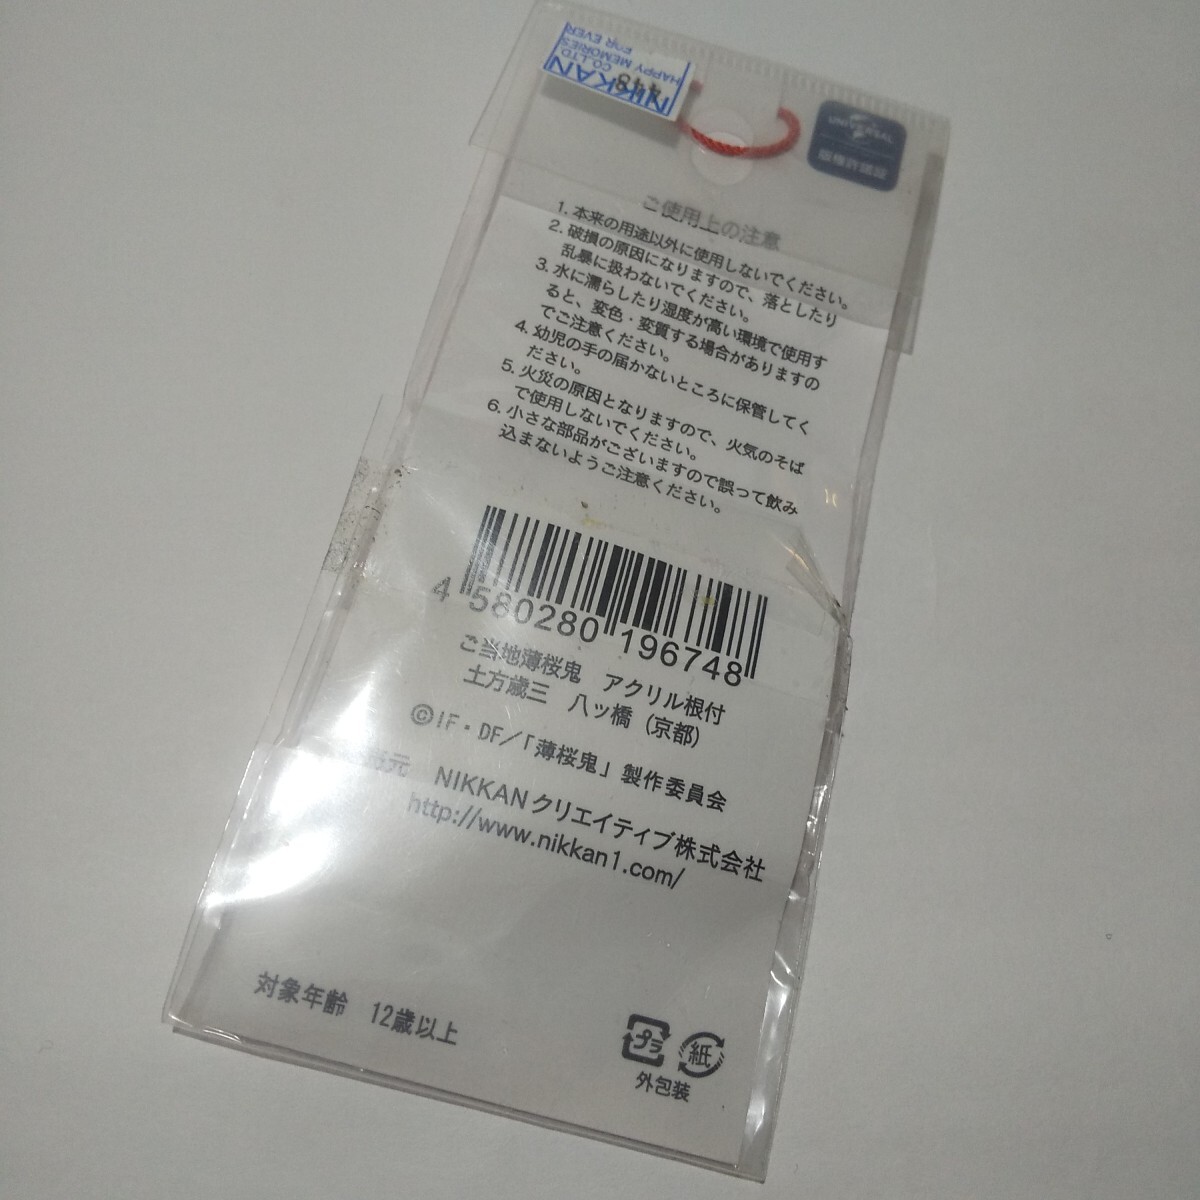 NIKKAN
CO.,LTD.
HAPPY MEMORIES
FOR EVER
448
UNIVERSAL
版権許諾証
ご使用上の注意
1. 本来の用途以外に使用しないでください。
2. 破損の原因になりますので、落としたり
乱暴に扱わないでください。
3. 水に濡らしたり湿度が高い環境で使用す
ると、変色・変質する場合がありますの
でご注意ください。
4. 幼児の手の届かないところに保管してく
ださい。
5. 火災の原因となりますので、火気のそば
で使用しないでください。
6. 小さな部品がございますので誤って飲み
込まないようご注意ください。
4 580280 196748
ご当地薄桜鬼 アクリル根付
土方歳三 八ツ橋 (京都)
©IF・DF/「薄桜鬼」製作委員会
元 NIKKANクリエイティブ株式会社
http://www.nikkan1.com/
対象年齢 12歳以上
プラ 紙
外包装